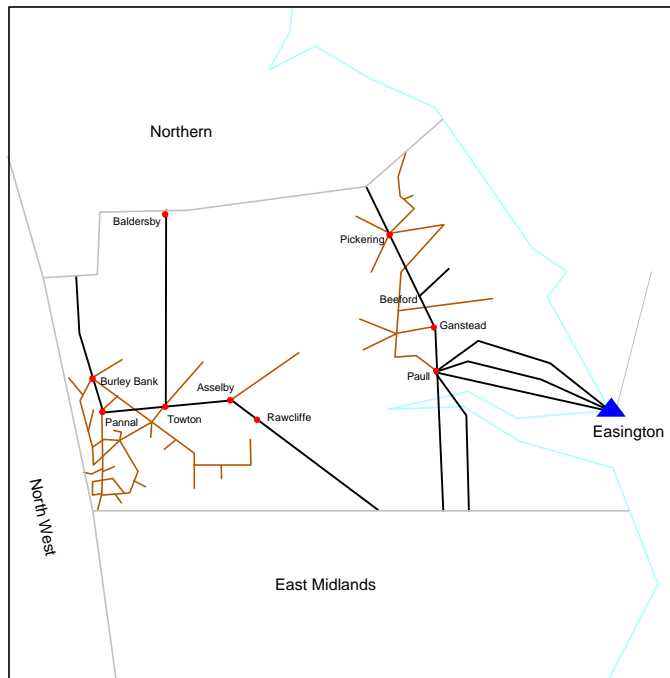 Northern
Baldersby
Pickering
Beeford
Ganstead
Burley Bank
Asselby
Paull
Pannal
Towton
Rawcliffe
Easington
North West
East Midlands